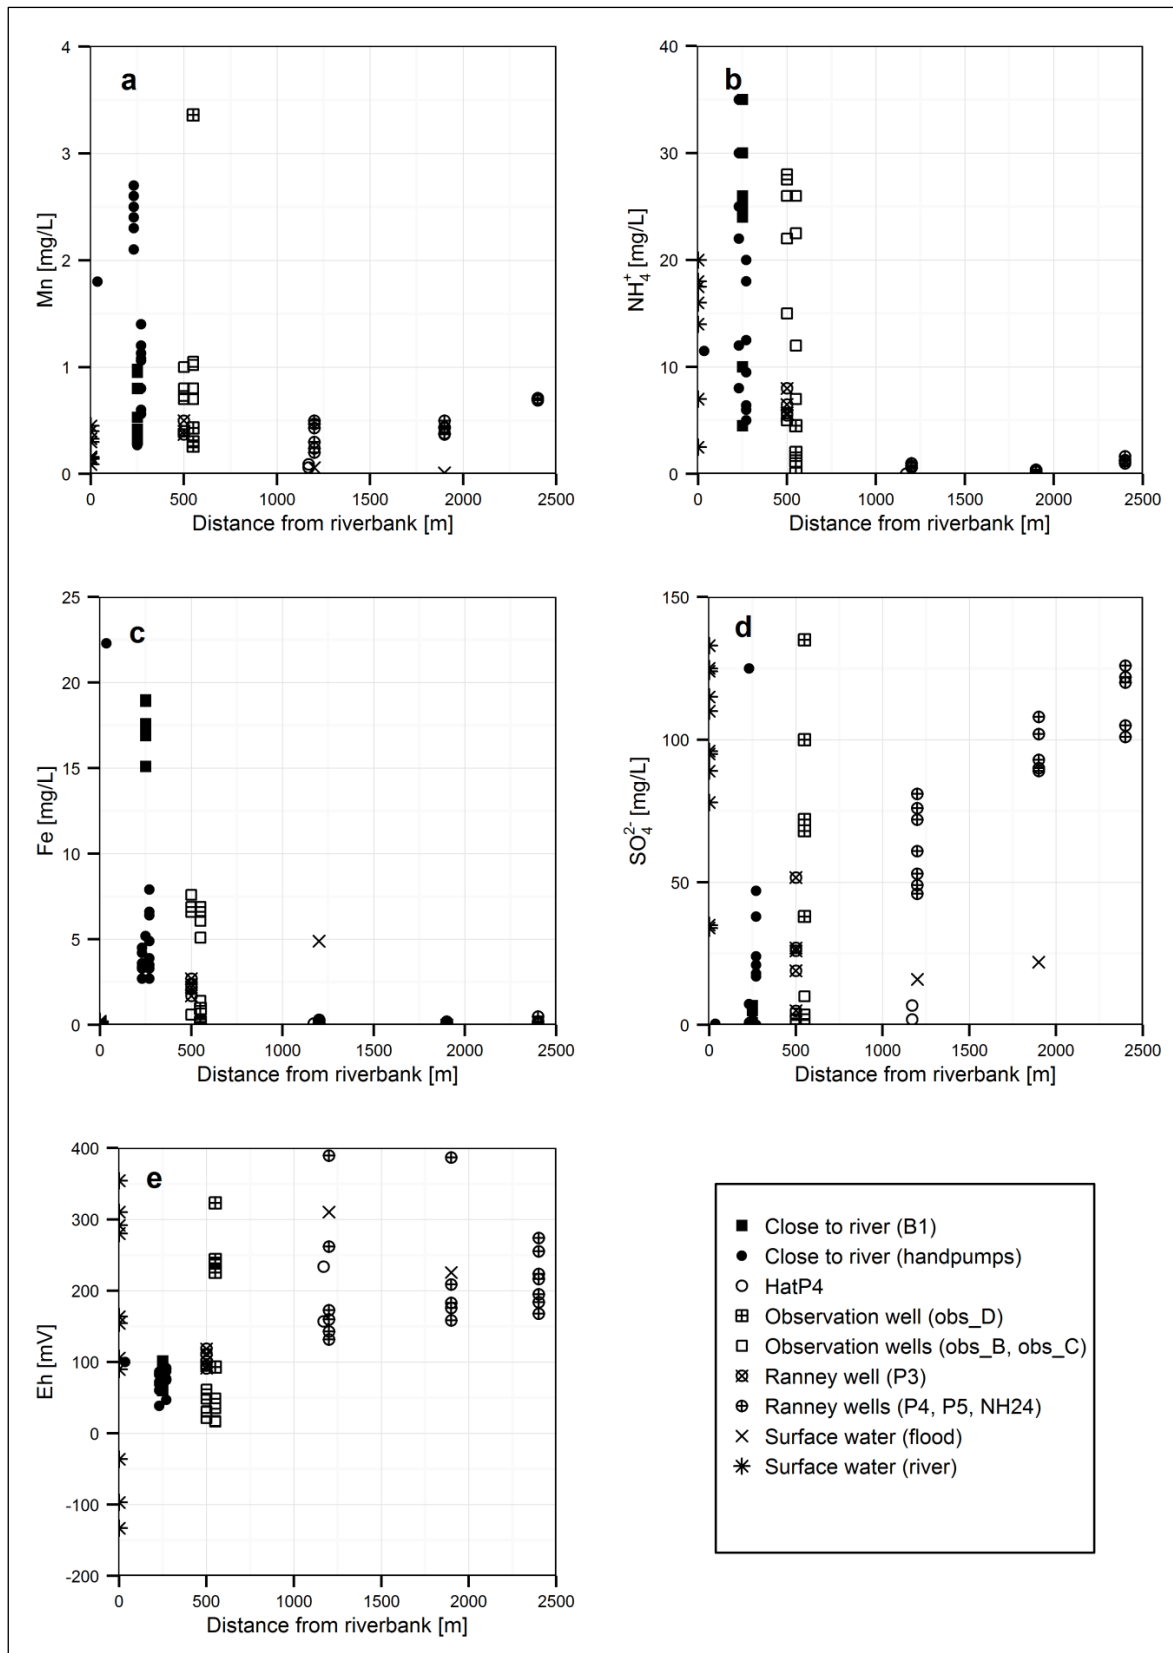 a
Mn [mg/L]
4
3
2
1
0
0 500 1000 1500 2000 2500
Distance from riverbank [m]
b
NH₄⁺ [mg/L]
40
30
20
10
0
0 500 1000 1500 2000 2500
Distance from riverbank [m]
c
Fe [mg/L]
25
20
15
10
5
0
0 500 1000 1500 2000 2500
Distance from riverbank [m]
d
SO₄²⁻ [mg/L]
150
100
50
0
0 500 1000 1500 2000 2500
Distance from riverbank [m]
e
Eh [mV]
400
300
200
100
0
-100
-200
0 500 1000 1500 2000 2500
Distance from riverbank [m]
Close to river (B1)
Close to river (handpumps)
HatP4
Observation well (obs_D)
Observation wells (obs_B, obs_C)
Ranney well (P3)
Ranney wells (P4, P5, NH24)
Surface water (flood)
Surface water (river)